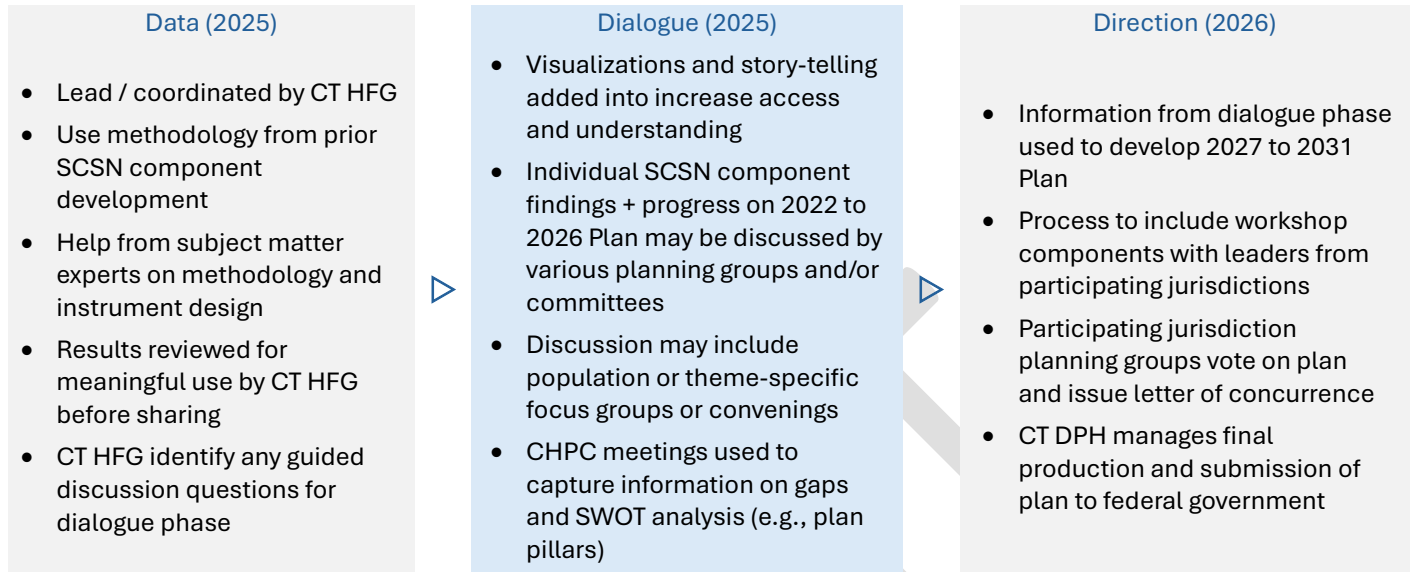 Data (2025)
• Lead / coordinated by CT HFG
• Use methodology from prior
SCSN component
development
• Help from subject matter
experts on methodology and
instrument design
• Results reviewed for
meaningful use by CT HFG
before sharing
• CT HFG identify any guided
discussion questions for
dialogue phase
Dialogue (2025)
• Visualizations and story-telling
added into increase access
and understanding
• Individual SCSN component
findings + progress on 2022 to
2026 Plan may be discussed by
various planning groups and/or
committees
• Discussion may include
population or theme-specific
focus groups or convenings
• CHPC meetings used to
capture information on gaps
and SWOT analysis (e.g., plan
pillars)
Direction (2026)
• Information from dialogue phase
used to develop 2027 to 2031
Plan
• Process to include workshop
components with leaders from
participating jurisdictions
• Participating jurisdiction
planning groups vote on plan
and issue letter of concurrence
• CT DPH manages final
production and submission of
plan to federal government